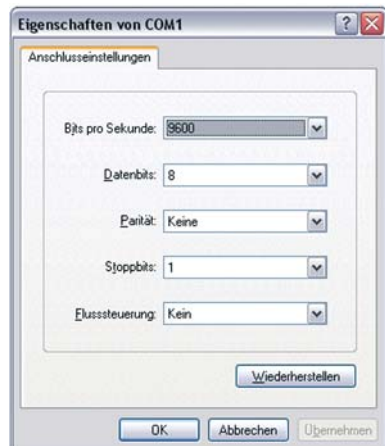 Eigenschaften von COM1
Anschlusseinstellungen
Bits pro Sekunde: 9600
Datenbits: 8
Parität: Keine
Stoppbits: 1
Flusssteuerung: Kein
Wiederherstellen
OK Abbrechen Übernehmen